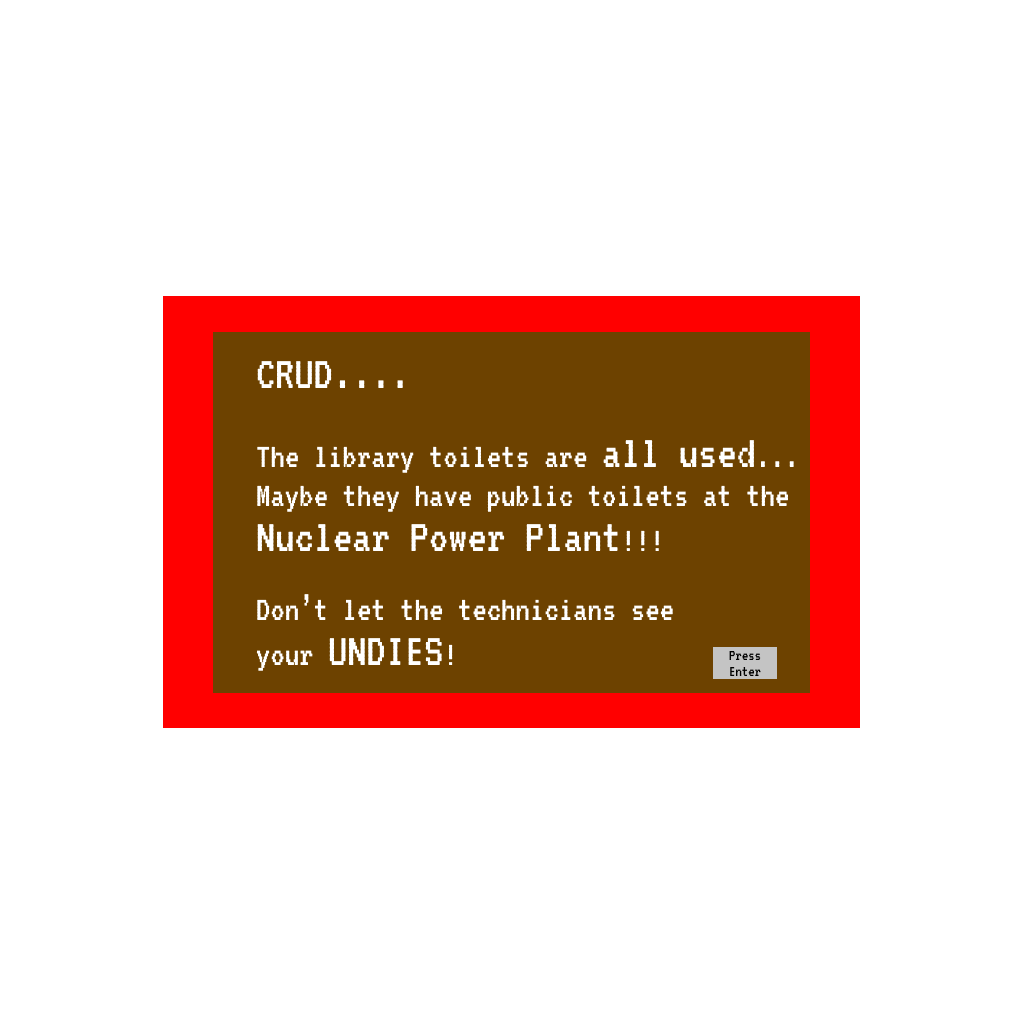 CRUD....
The library toilets are all used...
Maybe they have public toilets at the
Nuclear Power Plant!!!
Don't let the technicians see
your UNDIES!
Press
Enter